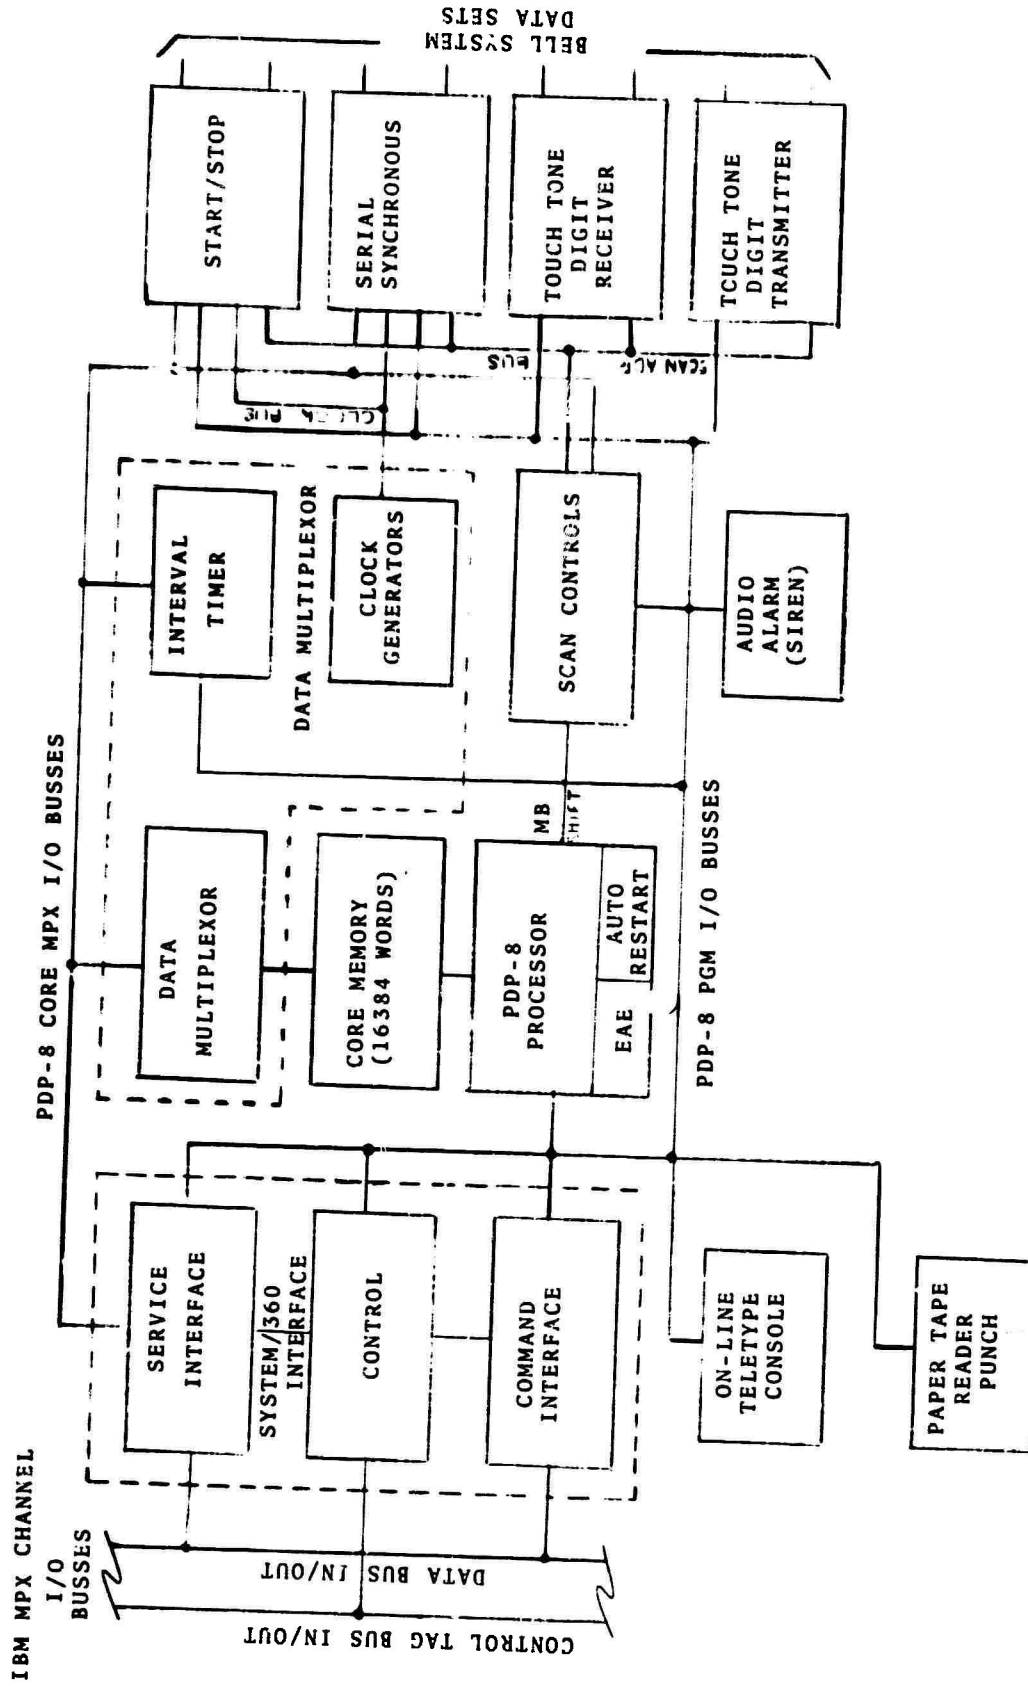 IBM MPX CHANNEL
I/O
BUSSES
CONTROL TAG BUS IN/OUT
DATA BUS IN/OUT
PDP-8 CORE MPX I/O BUSSES
SERVICE
INTERFACE
SYSTEM/360
INTERFACE
CONTROL
COMMAND
INTERFACE
ON-LINE
TELETYPE
CONSOLE
PAPER TAPE
READER
PUNCH
DATA
MULTIPLEXOR
CORE MEMORY
(16384 WORDS)
PDP-8
PROCESSOR
EAE
AUTO
RESTART
MB
SHIFT
PDP-8 PGM I/O BUSSES
INTERVAL
TIMER
DATA MULTIPLEXOR
CLOCK
GENERATORS
SCAN CONTROLS
AUDIO
ALARM
(SIREN)
CLOCK BUS
BUS
SCAN ADR
START/STOP
SERIAL
SYNCHRONOUS
TOUCH TONE
DIGIT
RECEIVER
TCUCH TONE
DIGIT
TRANSMITTER
BELL SYSTEM
DATA SETS